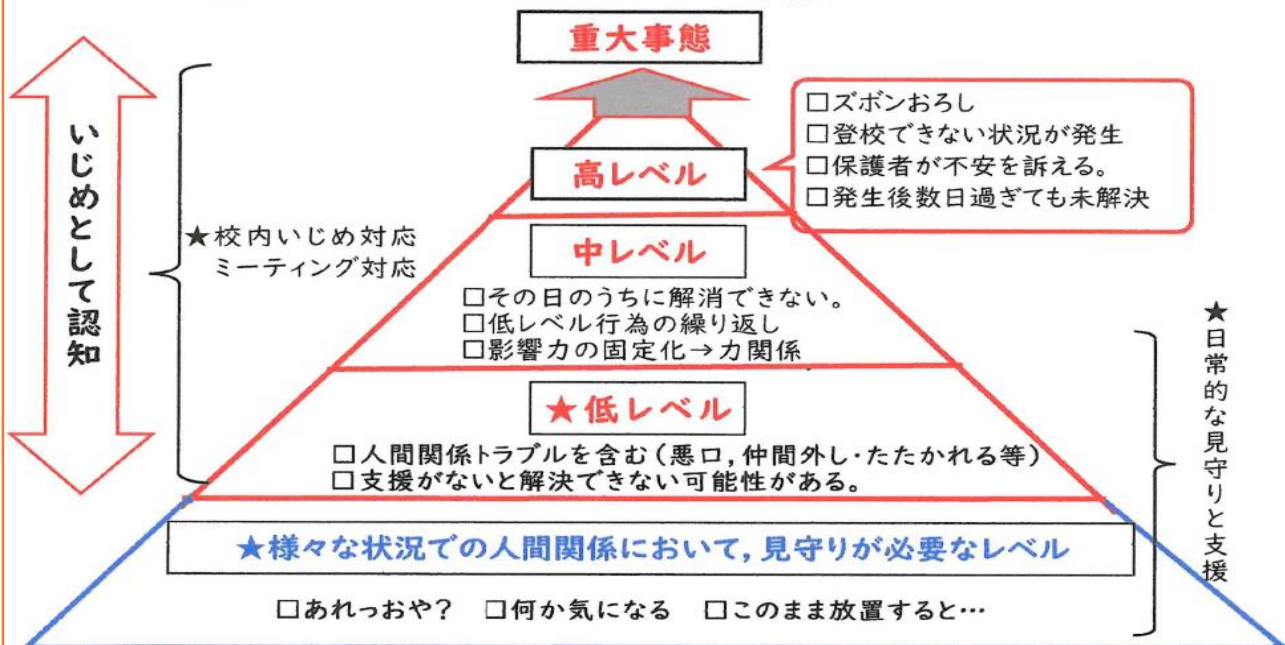 重大事態
いじめとして認知
★校内いじめ対応
ミーティング対応
高レベル
□ズボンおろし
□登校できない状況が発生
□保護者が不安を訴える。
□発生後数日過ぎても未解決
中レベル
□その日のうちに解消できない。
□低レベル行為の繰り返し
□影響力の固定化→力関係
★低レベル
□人間関係トラブルを含む(悪口,仲間外し・たたかれる等)
□支援がないと解決できない可能性がある。
★日常的な見守りと支援
★様々な状況での人間関係において,見守りが必要なレベル
□あれっおや? □何か気になる □このまま放置すると…